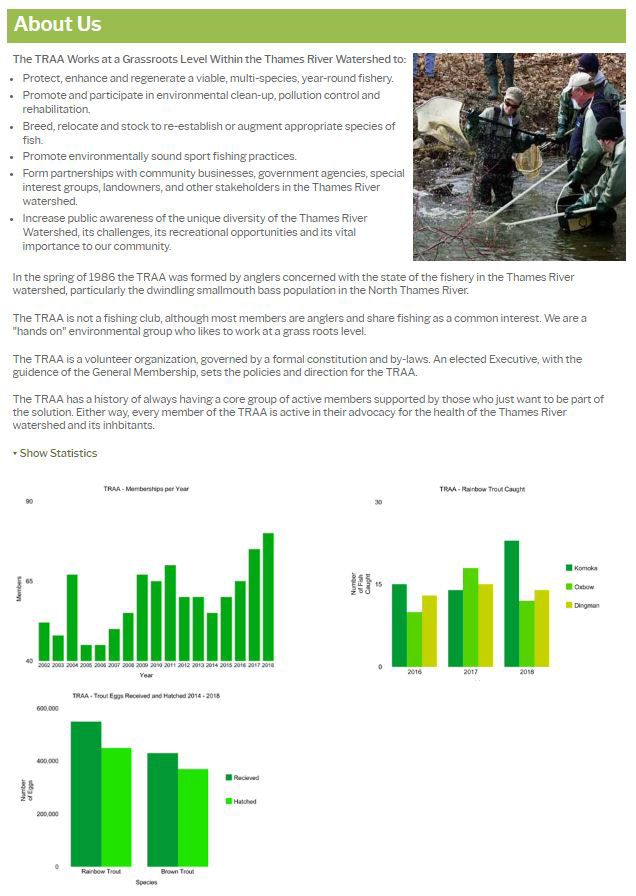 About Us
The TRAA Works at a Grassroots Level Within the Thames River Watershed to:
• Protect, enhance and regenerate a viable, multi-species, year-round fishery.
• Promote and participate in environmental clean-up, pollution control and
rehabilitation.
• Breed, relocate and stock to re-establish or augment appropriate species of
fish.
• Promote environmentally sound sport fishing practices.
• Form partnerships with community businesses, government agencies, special
interest groups, landowners, and other stakeholders in the Thames River
watershed.
• Increase public awareness of the unique diversity of the Thames River
Watershed, its challenges, its recreational opportunities and its vital
importance to our community.
In the spring of 1986 the TRAA was formed by anglers concerned with the state of the fishery in the Thames River
watershed, particularly the dwindling smallmouth bass population in the North Thames River.
The TRAA is not a fishing club, although most members are anglers and share fishing as a common interest. We are a
"hands on" environmental group who likes to work at a grass roots level.
The TRAA is a volunteer organization, governed by a formal constitution and by-laws. An elected Executive, with the
guidence of the General Membership, sets the policies and direction for the TRAA.
The TRAA has a history of always having a core group of active members supported by those who just want to be part of
the solution. Either way, every member of the TRAA is active in their advocacy for the health of the Thames River
watershed and its inhbitants.
▾ Show Statistics
TRAA - Memberships per Year
90
65
40
Members
2002 2003 2004 2005 2006 2007 2008 2009 2010 2011 2012 2013 2014 2015 2016 2017 2018
Year
TRAA - Rainbow Trout Caught
30
15
0
Number
of Fish
Caught
2016 2017 2018
Komoka
Oxbow
Dingman
TRAA - Trout Eggs Received and Hatched 2014 - 2018
600,000
400,000
200,000
0
Number
of Eggs
Rainbow Trout Brown Trout
Species
Recieved
Hatched